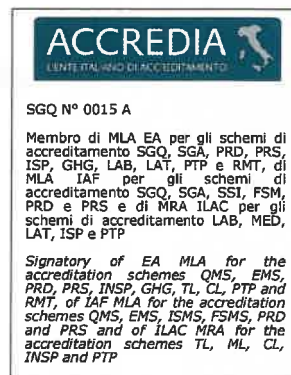 ACCREDIA
L'ENTE ITALIANO DI ACCREDITAMENTO
SGQ N° 0015 A
Membro di MLA EA per gli schemi di
accreditamento SGQ, SGA, PRD, PRS,
ISP, GHG, LAB, LAT, PTP e RMT, di
MLA IAF per gli schemi di
accreditamento SGQ, SGA, SSI, FSM,
PRD e PRS e di MRA ILAC per gli
schemi di accreditamento LAB, MED,
LAT, ISP e PTP
Signatory of EA MLA for the
accreditation schemes QMS, EMS,
PRD, PRS, INSP, GHG, TL, CL, PTP and
RMT, of IAF MLA for the accreditation
schemes QMS, EMS, ISMS, FSMS, PRD
and PRS and of ILAC MRA for the
accreditation schemes TL, ML, CL,
INSP and PTP